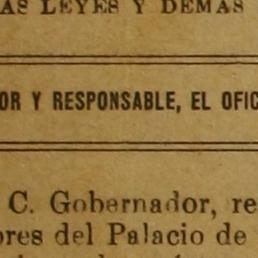 AS LEYES Y DEMAS
OR Y RESPONSABLE, EL OFIC
C. Gobernador, re
ores del Palacio de